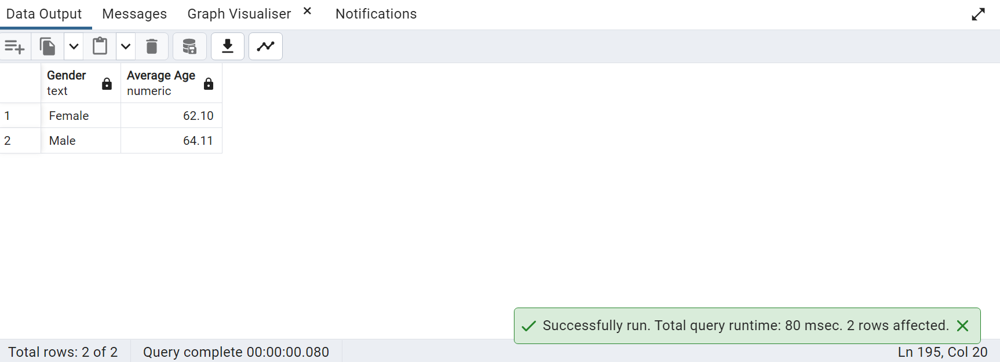 Data Output Messages Graph Visualiser Notifications
Gender Average Age
text numeric
1 Female 62.10
2 Male 64.11
Successfully run. Total query runtime: 80 msec. 2 rows affected.
Total rows: 2 of 2 Query complete 00:00:00.080 Ln 195, Col 20